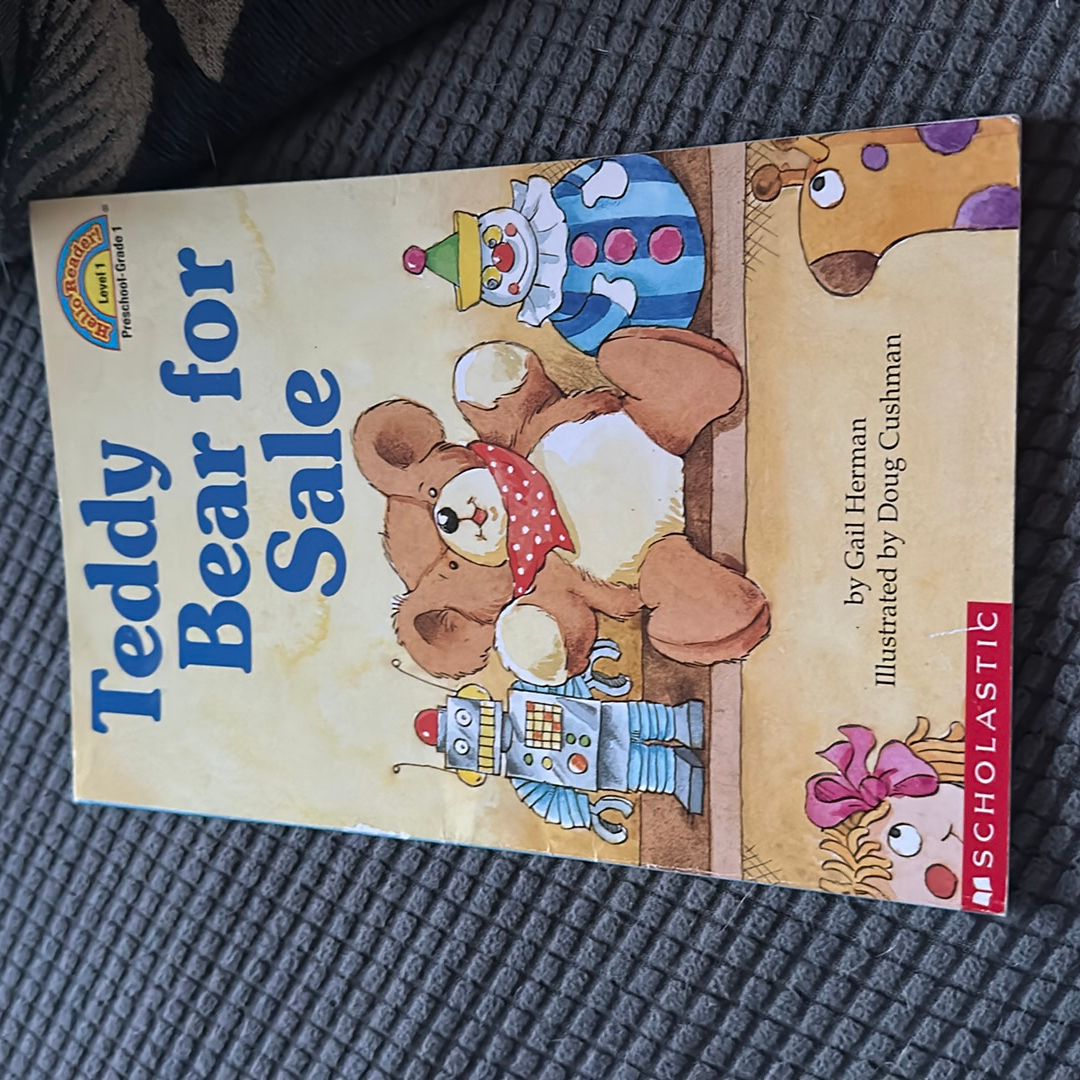 Hello Reader!®
Level 1
Preschool-Grade 1
Teddy
Bear for
Sale
by Gail Herman
Illustrated by Doug Cushman
SCHOLASTIC